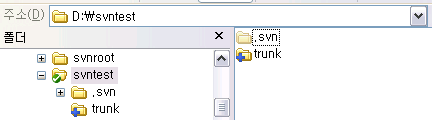 주소(D) D:₩svntest
폴더
svnroot
svntest
.svn
trunk
.svn
trunk